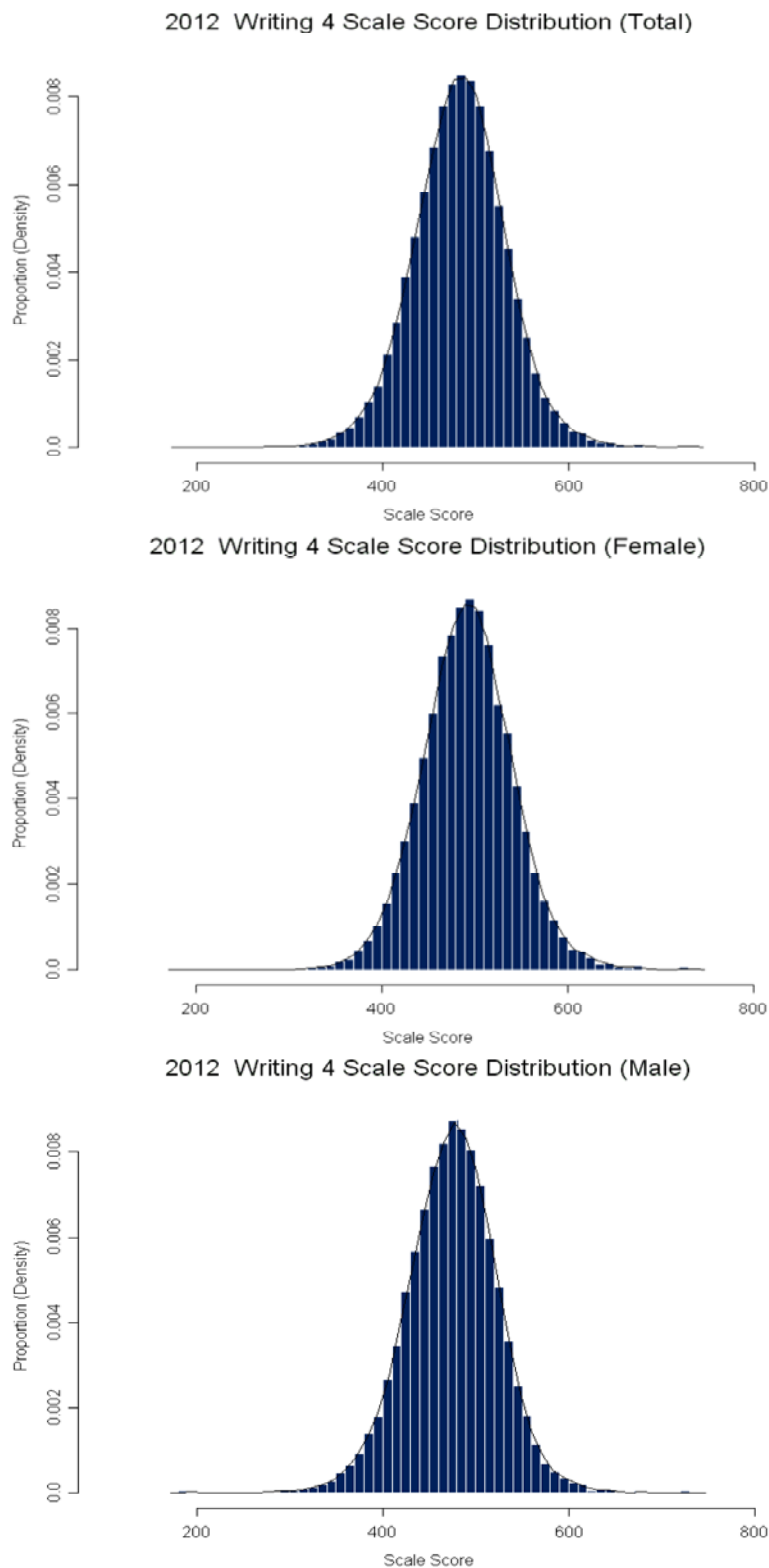 2012 Writing 4 Scale Score Distribution (Total)
Proportion (Density)
0.008
0.006
0.004
0.002
0.0
200 400 600 800
Scale Score
2012 Writing 4 Scale Score Distribution (Female)
Proportion (Density)
0.008
0.006
0.004
0.002
0.0
200 400 600 800
Scale Score
2012 Writing 4 Scale Score Distribution (Male)
Proportion (Density)
0.008
0.006
0.004
0.002
0.0
200 400 600 800
Scale Score